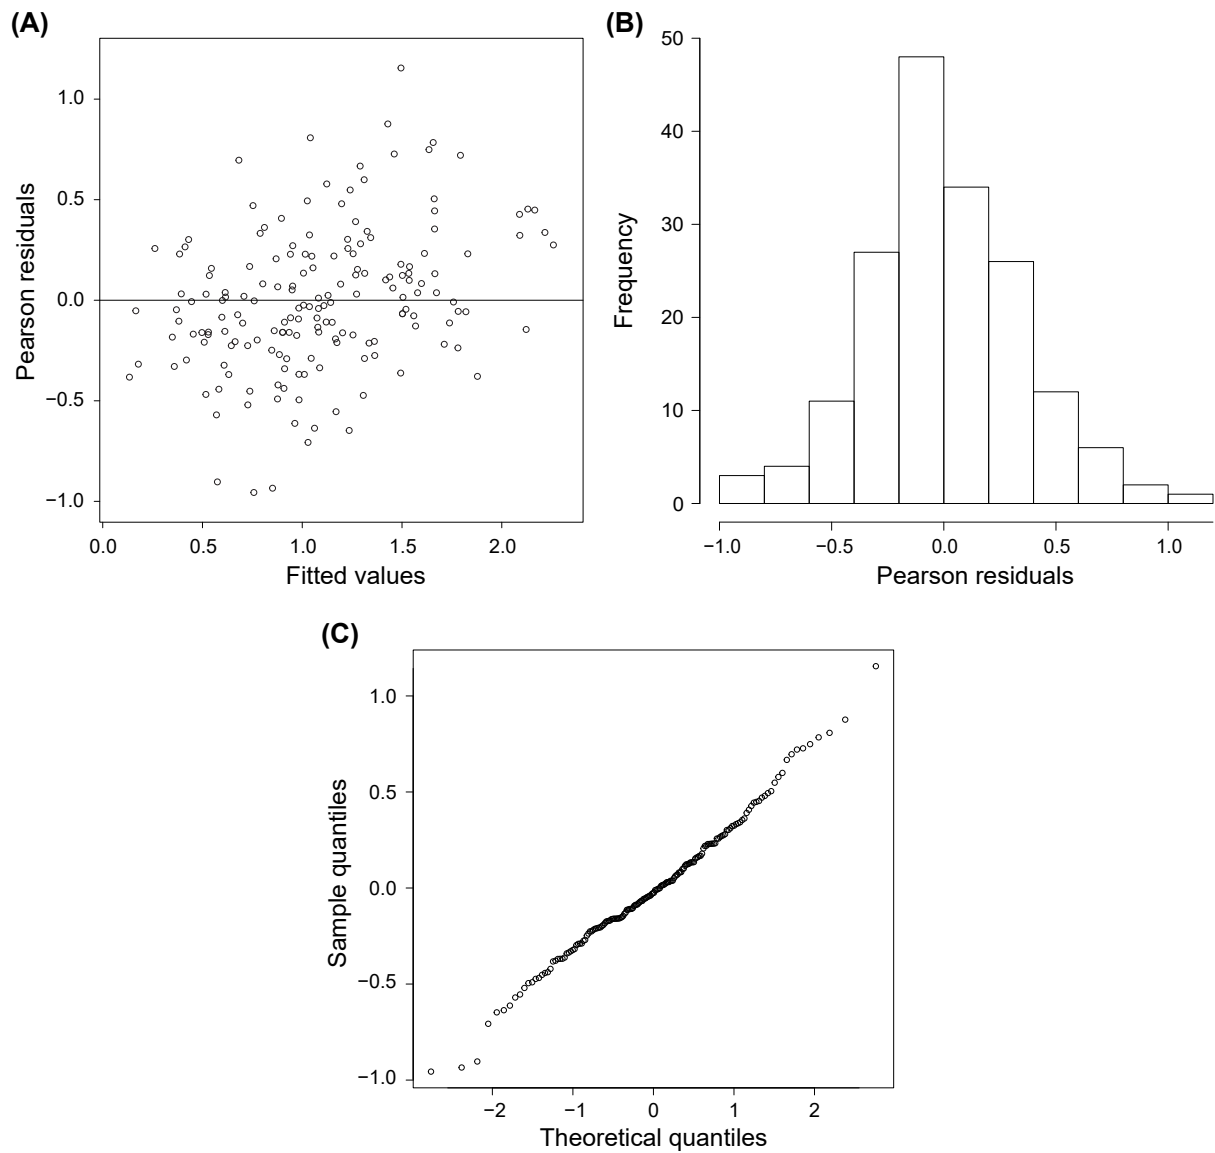 (A)
Pearson residuals
1.0
0.5
0.0
−0.5
−1.0
0.0 0.5 1.0 1.5 2.0
Fitted values
(B)
Frequency
50
40
30
20
10
0
−1.0 −0.5 0.0 0.5 1.0
Pearson residuals
(C)
Sample quantiles
1.0
0.5
0.0
−0.5
−1.0
−2 −1 0 1 2
Theoretical quantiles